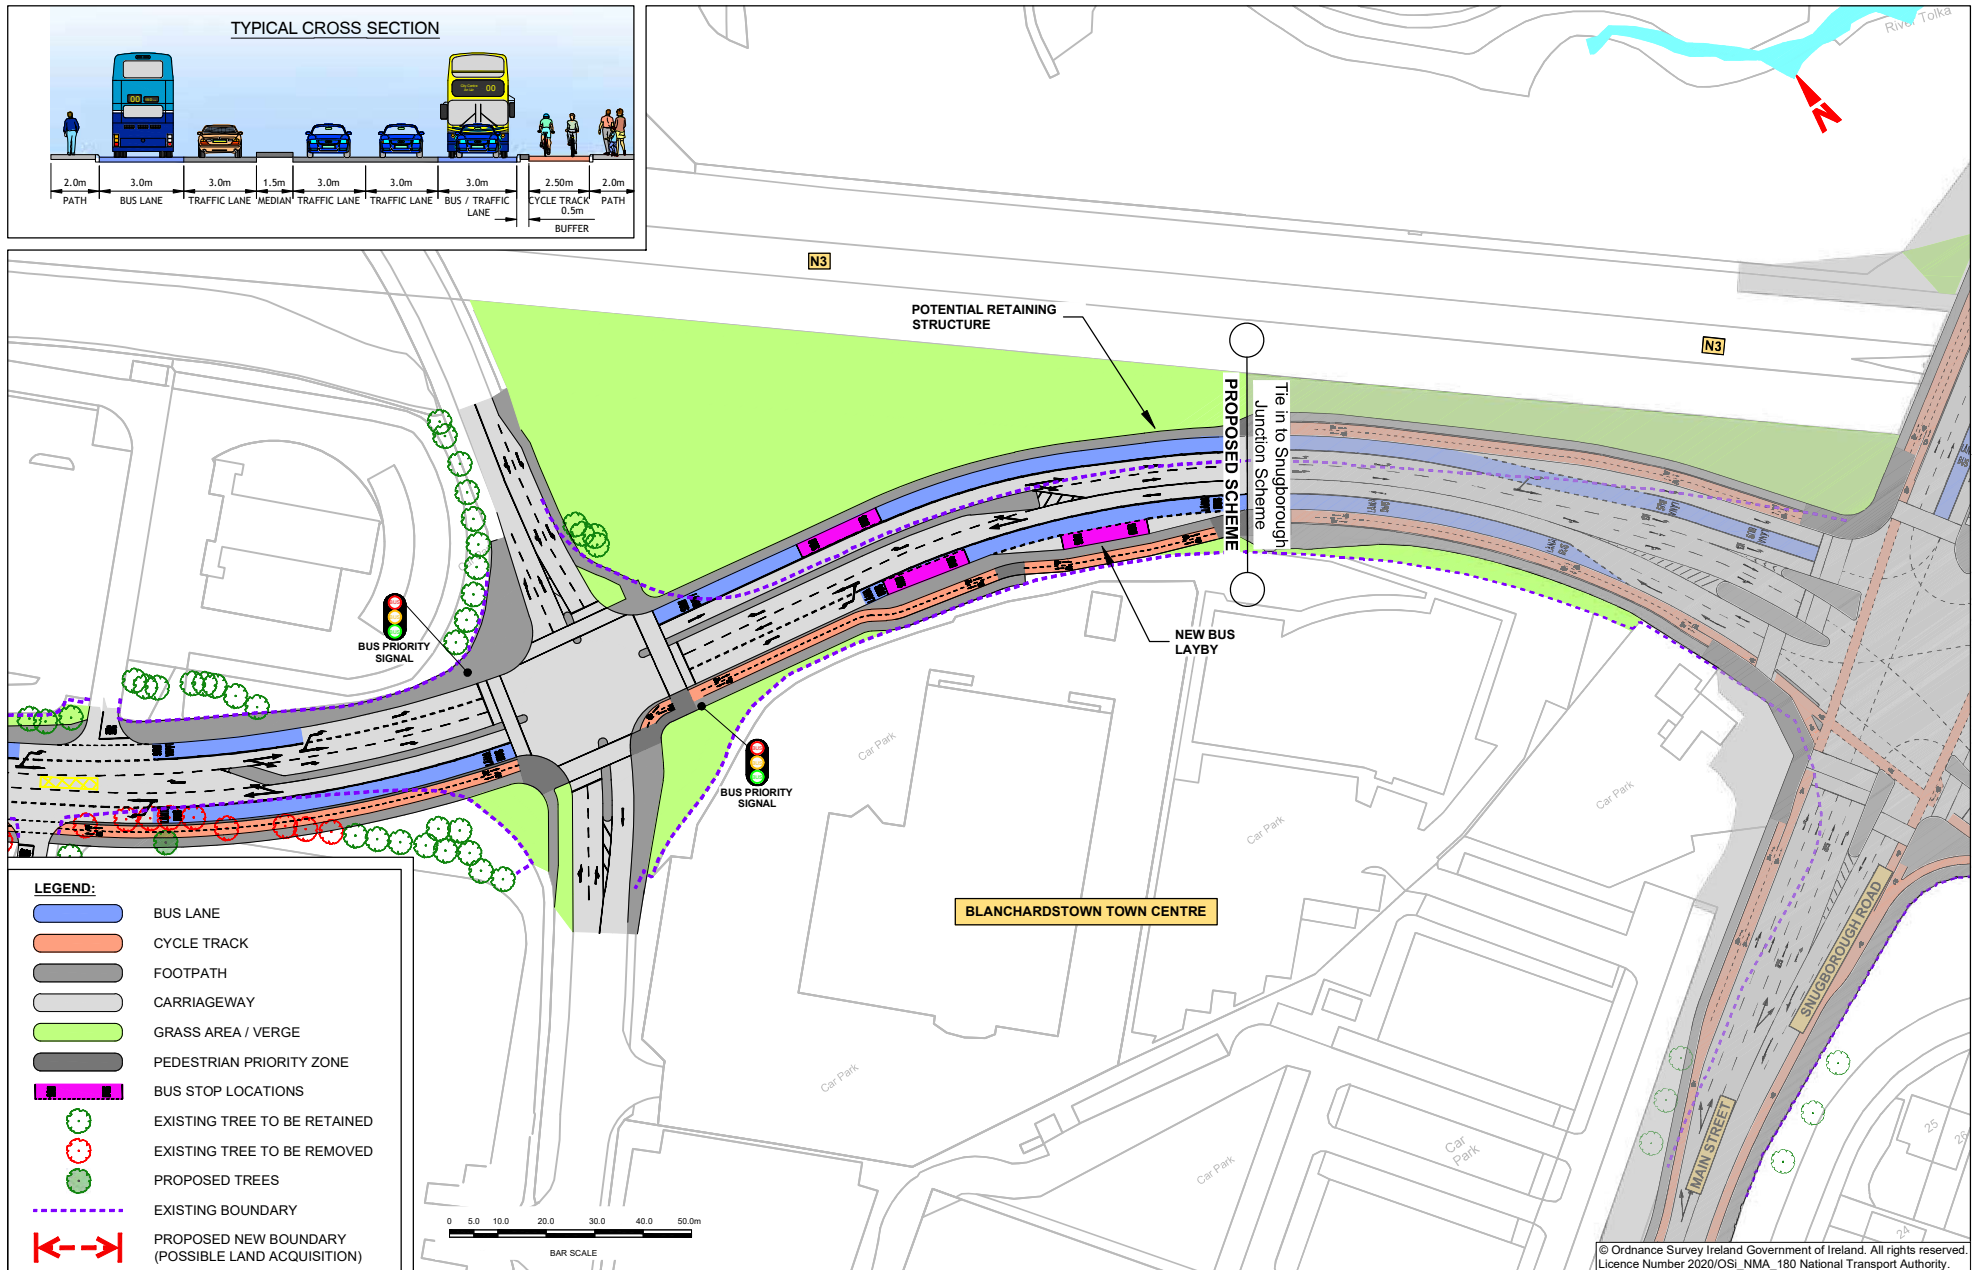 TYPICAL CROSS SECTION
00
00
2.0m
3.0m
3.0m
1.5m
3.0m
3.0m
3.0m
2.50m
2.0m
PATH
BUS LANE
TRAFFIC LANE
MEDIAN
TRAFFIC LANE
TRAFFIC LANE
BUS / TRAFFIC
LANE
CYCLE TRACK
PATH
0.5m
BUFFER
River Tolka
N
N3
N3
POTENTIAL RETAINING
STRUCTURE
PROPOSED SCHEME
Tie in to Snugborough
Junction Scheme
BUS PRIORITY
SIGNAL
NEW BUS
LAYBY
BUS PRIORITY
SIGNAL
Car Park
Car Park
Car Park
Car Park
Car Park
Car
Park
BLANCHARDSTOWN TOWN CENTRE
SNUGBOROUGH ROAD
MAIN STREET
25
26
24
LEGEND:
BUS LANE
CYCLE TRACK
FOOTPATH
CARRIAGEWAY
GRASS AREA / VERGE
PEDESTRIAN PRIORITY ZONE
BUS STOP LOCATIONS
EXISTING TREE TO BE RETAINED
EXISTING TREE TO BE REMOVED
PROPOSED TREES
EXISTING BOUNDARY
PROPOSED NEW BOUNDARY
(POSSIBLE LAND ACQUISITION)
0 5.0 10.0 20.0 30.0 40.0 50.0m
BAR SCALE
© Ordnance Survey Ireland Government of Ireland. All rights reserved.
Licence Number 2020/OSi_NMA_180 National Transport Authority.